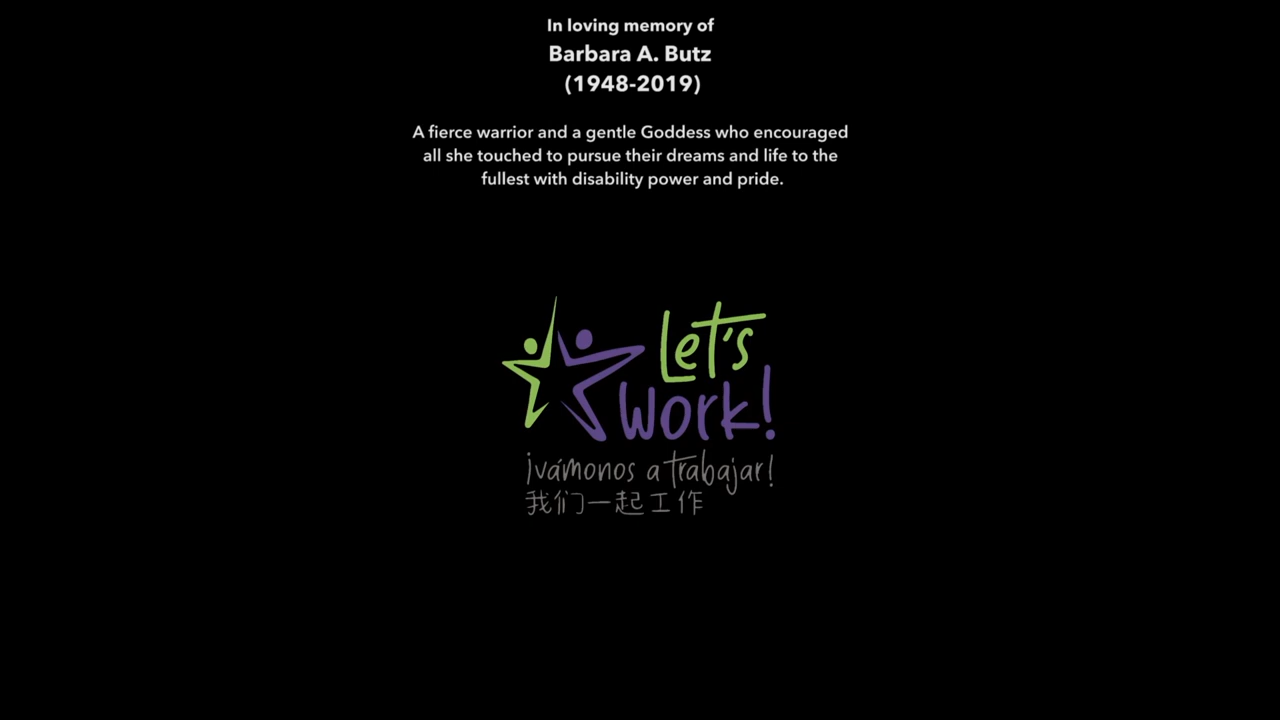 In loving memory of
Barbara A. Butz
(1948-2019)
A fierce warrior and a gentle Goddess who encouraged
all she touched to pursue their dreams and life to the
fullest with disability power and pride.
Let's
Work!
¡vámonos a trabajar!
我们一起工作